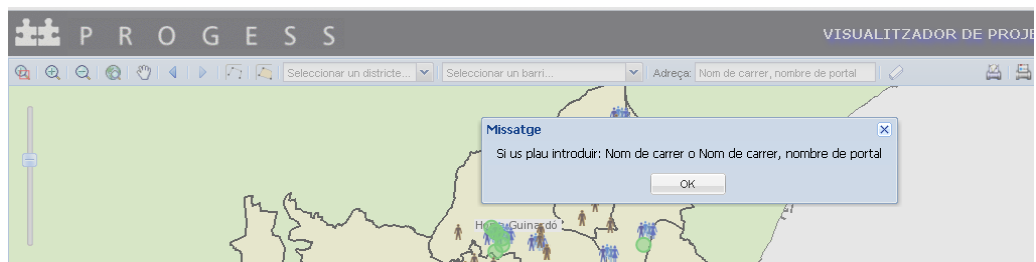 PROGESS
VISUALITZADOR DE PROJE
Seleccionar un districte... Seleccionar un barri... Adreça: Nom de carrer, nombre de portal
Missatge
Si us plau introduir: Nom de carrer o Nom de carrer, nombre de portal
OK
Guinardó